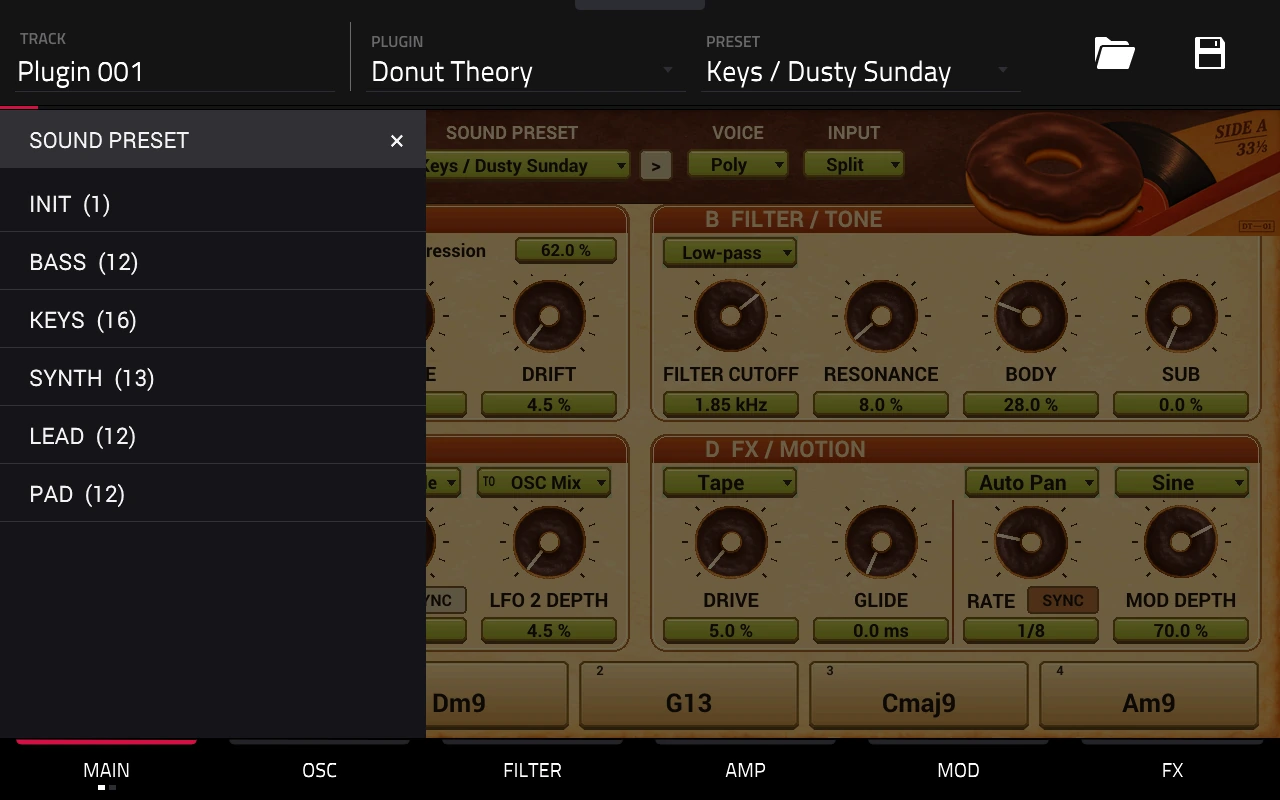 TRACK
Plugin 001
PLUGIN
Donut Theory
PRESET
Keys / Dusty Sunday
SOUND PRESET ×
INIT (1)
BASS (12)
KEYS (16)
SYNTH (13)
LEAD (12)
PAD (12)
SOUND PRESET
Keys / Dusty Sunday
>
VOICE
Poly
INPUT
Split
SIDE A
33⅓
DT-01
ression
62.0 %
E
DRIFT
4.5 %
B FILTER / TONE
Low-pass
FILTER CUTOFF
RESONANCE
BODY
SUB
1.85 kHz
8.0 %
28.0 %
0.0 %
e
TO OSC Mix
YNC
LFO 2 DEPTH
4.5 %
D FX / MOTION
Tape
Auto Pan
Sine
DRIVE
GLIDE
RATE
SYNC
MOD DEPTH
5.0 %
0.0 ms
1/8
70.0 %
Dm9
2
G13
3
Cmaj9
4
Am9
MAIN
OSC
FILTER
AMP
MOD
FX